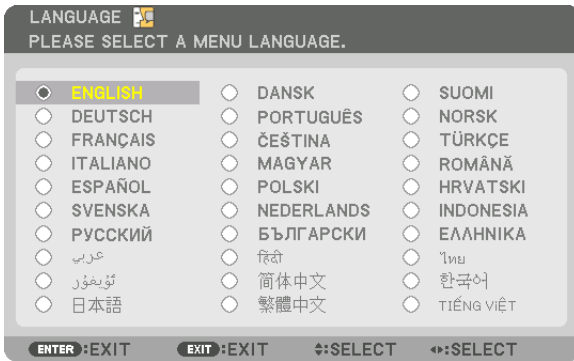 LANGUAGE
PLEASE SELECT A MENU LANGUAGE.
ENGLISH DANSK SUOMI
DEUTSCH PORTUGUÊS NORSK
FRANÇAIS ČEŠTINA TÜRKÇE
ITALIANO MAGYAR ROMÂNĂ
ESPAÑOL POLSKI HRVATSKI
SVENSKA NEDERLANDS INDONESIA
РУССКИЙ БЪЛГАРСКИ ΕΛΛΗΝΙΚΑ
عربي हिंदी ไทย
ئۇيغۇر 简体中文 한국어
日本語 繁體中文 TIẾNG VIỆT
ENTER:EXIT EXIT:EXIT :SELECT :SELECT